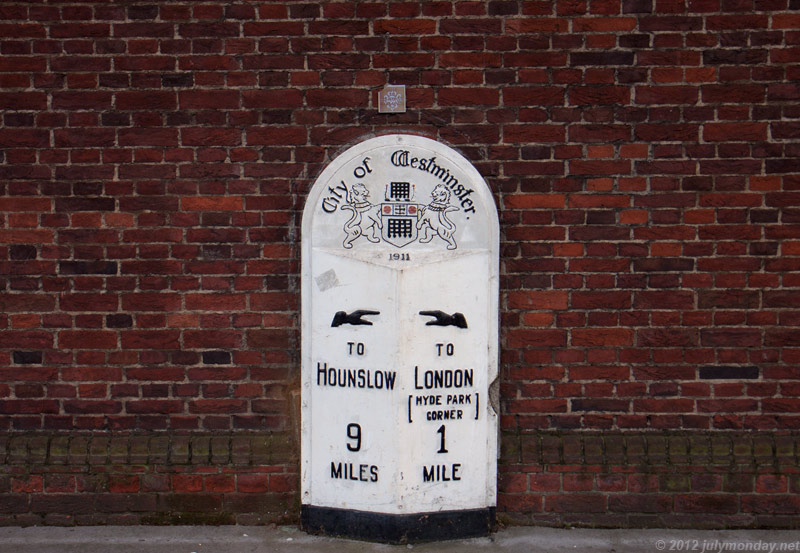 City of Westminster.
1911
TO
HOUNSLOW
9
MILES
TO
LONDON
[HYDE PARK
CORNER]
1
MILE
© 2012 julymonday.net